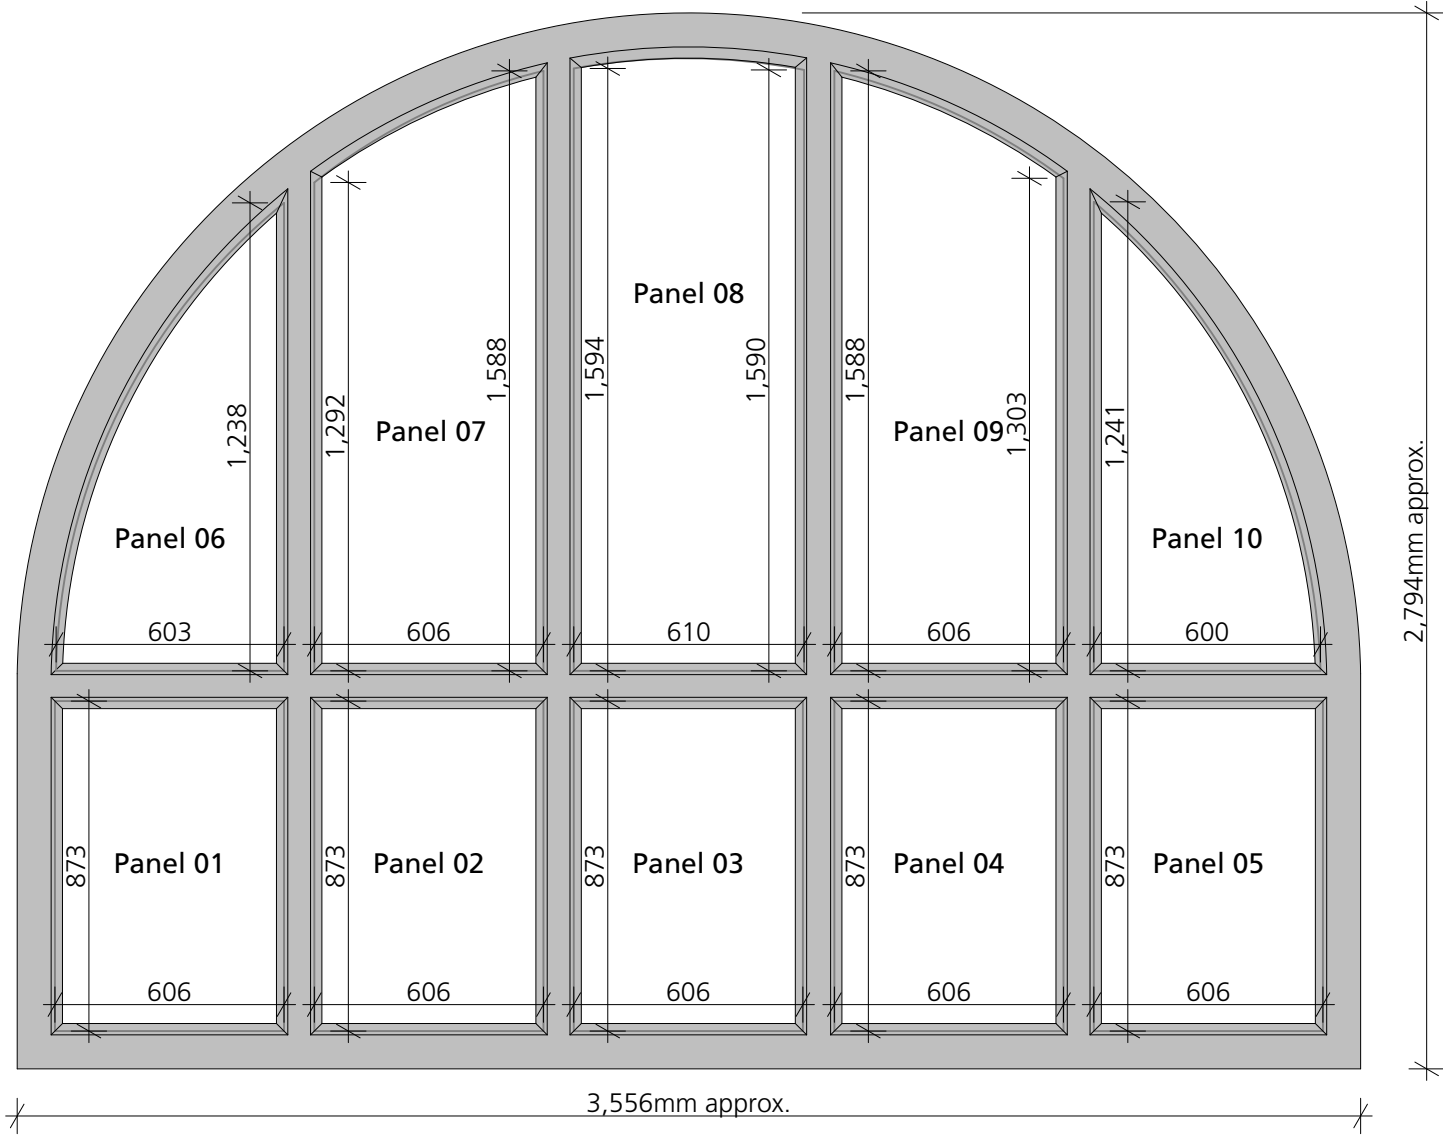 Panel 08
1,588
1,594
1,590
1,588
1,238
1,292
Panel 07
Panel 09
1,303
1,241
Panel 06
Panel 10
2,794mm approx.
603
606
610
606
600
873
Panel 01
873
Panel 02
873
Panel 03
873
Panel 04
873
Panel 05
606
606
606
606
606
3,556mm approx.